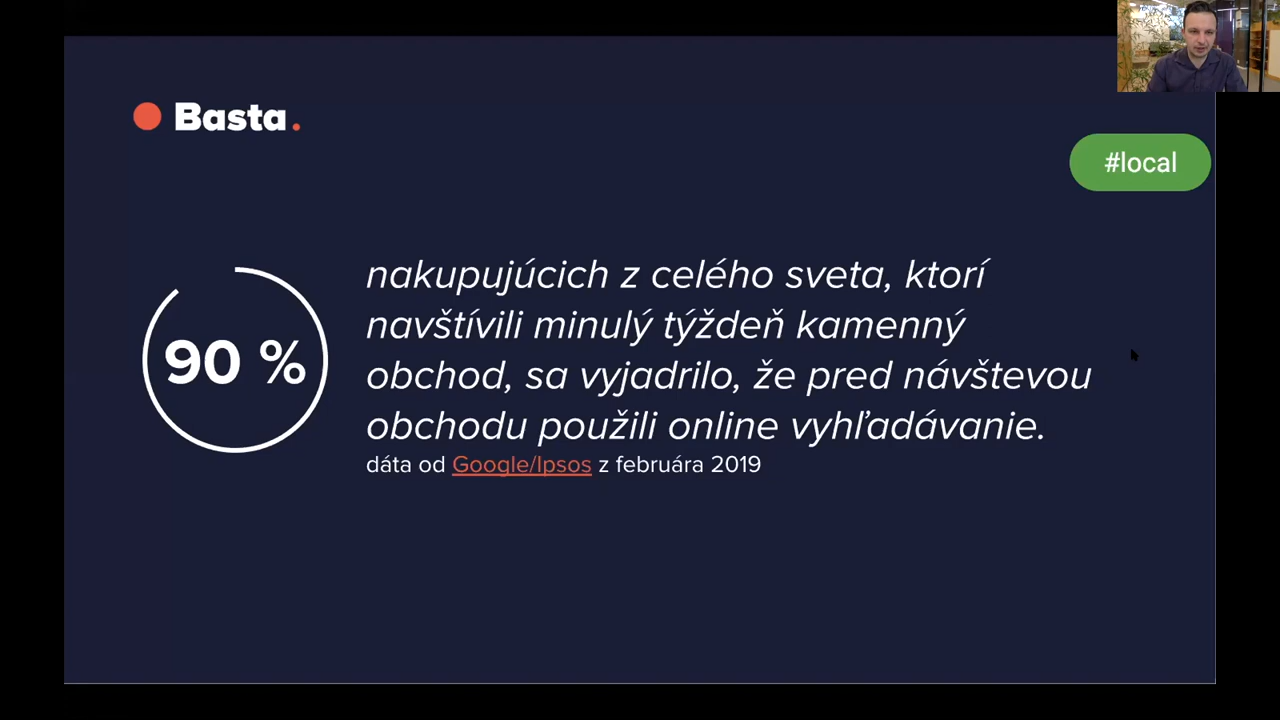 Basta.
#local
90 %
nakupujúcich z celého sveta, ktorí
navštívili minulý týždeň kamenný
obchod, sa vyjadrilo, že pred návštevou
obchodu použili online vyhľadávanie.
dáta od Google/Ipsos z februára 2019